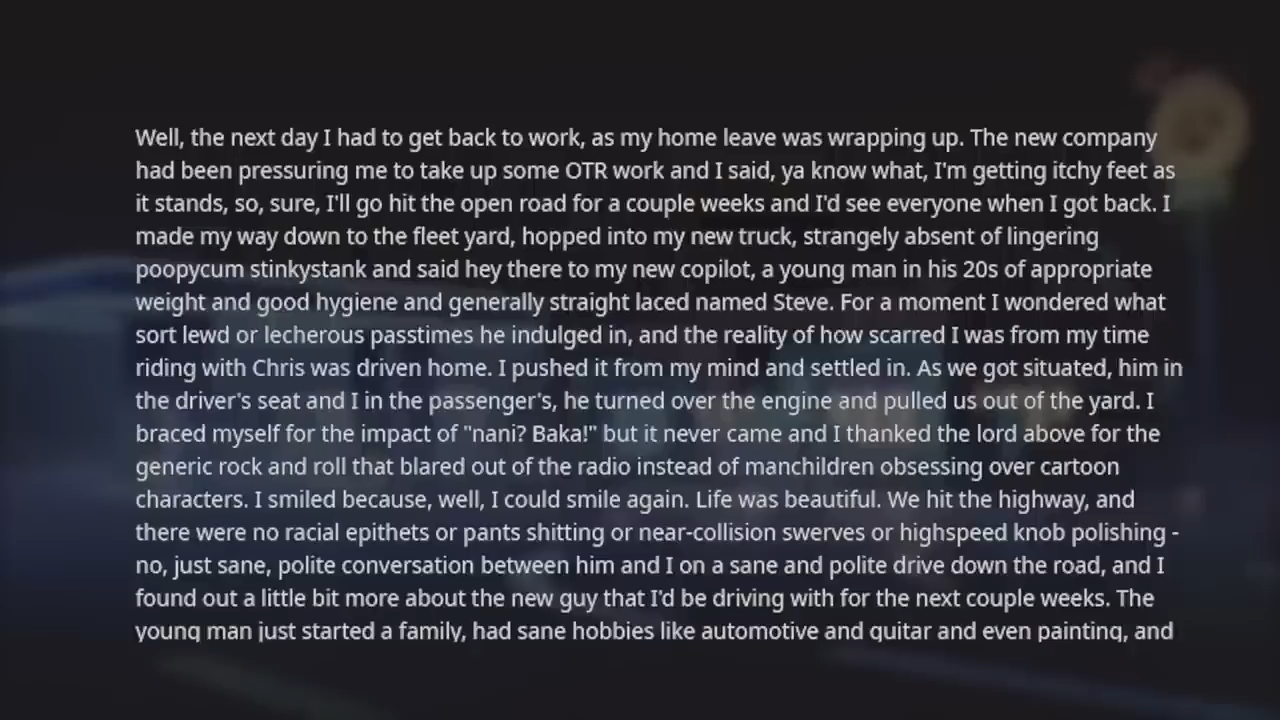 Well, the next day I had to get back to work, as my home leave was wrapping up. The new company
had been pressuring me to take up some OTR work and I said, ya know what, I'm getting itchy feet as
it stands, so, sure, I'll go hit the open road for a couple weeks and I'd see everyone when I got back. I
made my way down to the fleet yard, hopped into my new truck, strangely absent of lingering
poopycum stinkystank and said hey there to my new copilot, a young man in his 20s of appropriate
weight and good hygiene and generally straight laced named Steve. For a moment I wondered what
sort lewd or lecherous passtimes he indulged in, and the reality of how scarred I was from my time
riding with Chris was driven home. I pushed it from my mind and settled in. As we got situated, him in
the driver's seat and I in the passenger's, he turned over the engine and pulled us out of the yard. I
braced myself for the impact of "nani? Baka!" but it never came and I thanked the lord above for the
generic rock and roll that blared out of the radio instead of manchildren obsessing over cartoon
characters. I smiled because, well, I could smile again. Life was beautiful. We hit the highway, and
there were no racial epithets or pants shitting or near-collision swerves or highspeed knob polishing -
no, just sane, polite conversation between him and I on a sane and polite drive down the road, and I
found out a little bit more about the new guy that I'd be driving with for the next couple weeks. The
young man just started a family, had sane hobbies like automotive and guitar and even painting, and